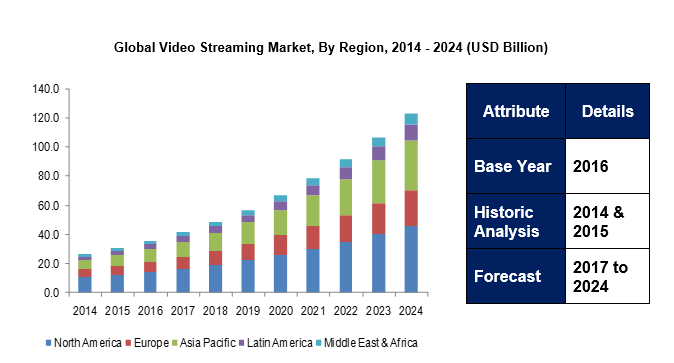 Global Video Streaming Market, By Region, 2014 - 2024 (USD Billion)
140.0
120.0
100.0
80.0
60.0
40.0
20.0
0.0
2014 2015 2016 2017 2018 2019 2020 2021 2022 2023 2024
North America Europe Asia Pacific Latin America Middle East & Africa
Attribute Details
Base Year 2016
Historic 2014 &
Analysis 2015
Forecast 2017 to
2024